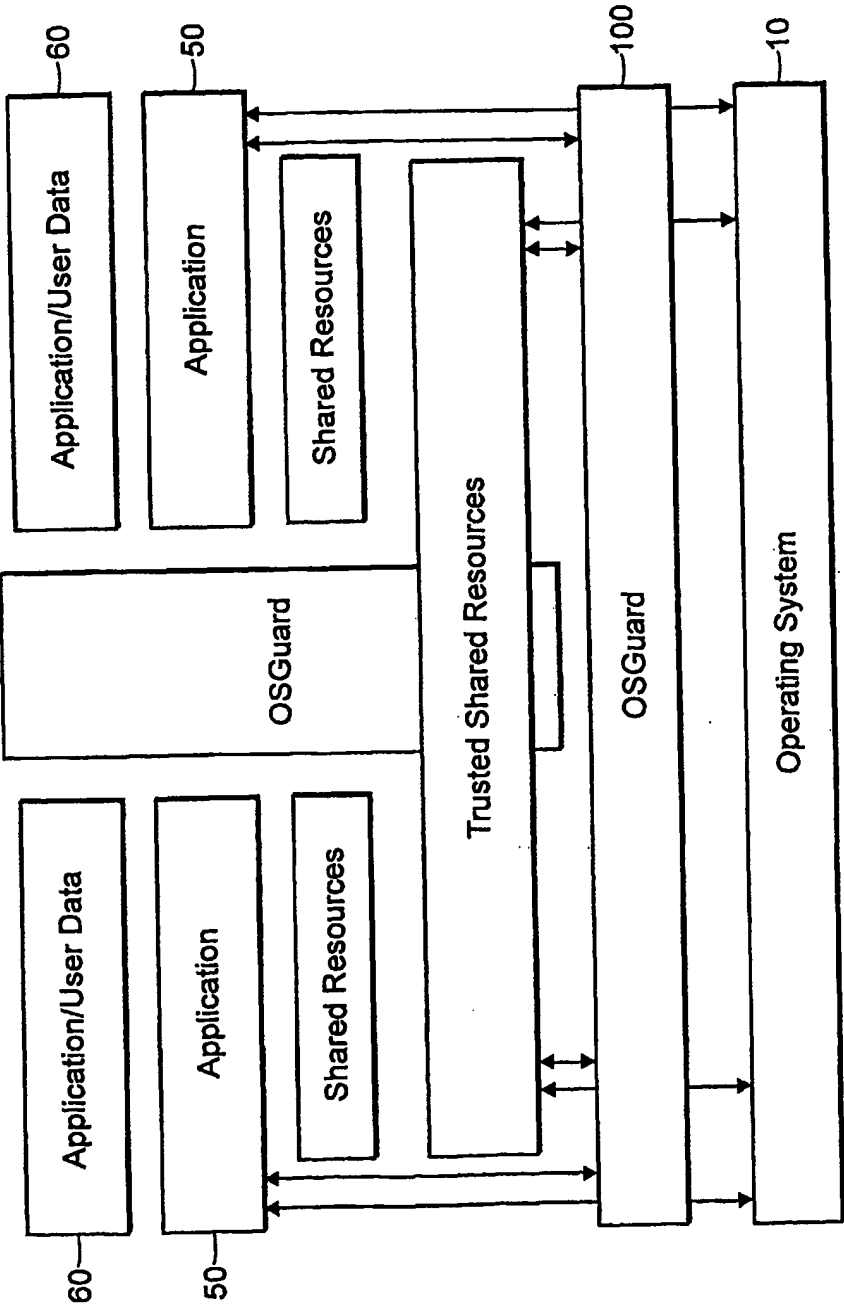 60
Application/User Data
Application/User Data
60
50
Application
Application
50
OSGuard
Shared Resources
Shared Resources
Trusted Shared Resources
OSGuard
100
Operating System
10